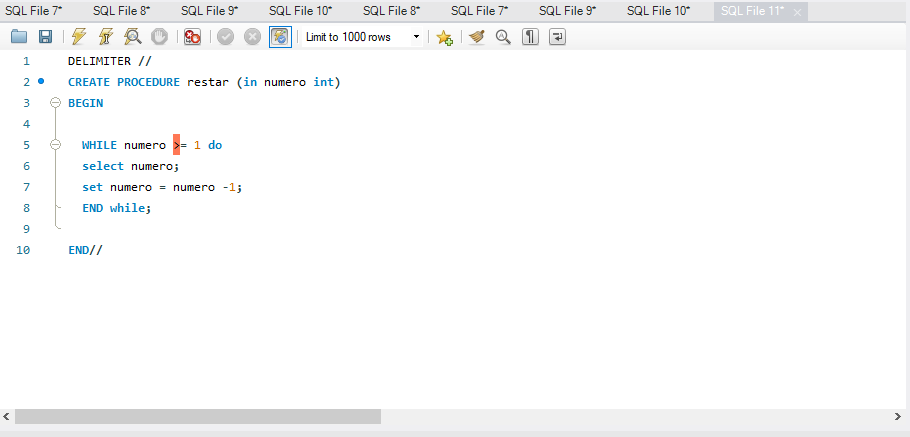 SQL File 7* SQL File 8* SQL File 9* SQL File 10* SQL File 8* SQL File 7* SQL File 9* SQL File 10* SQL File 11*
Limit to 1000 rows
1 DELIMITER //
2 CREATE PROCEDURE restar (in numero int)
3 BEGIN
4
5 WHILE numero >= 1 do
6 select numero;
7 set numero = numero -1;
8 END while;
9
10 END//